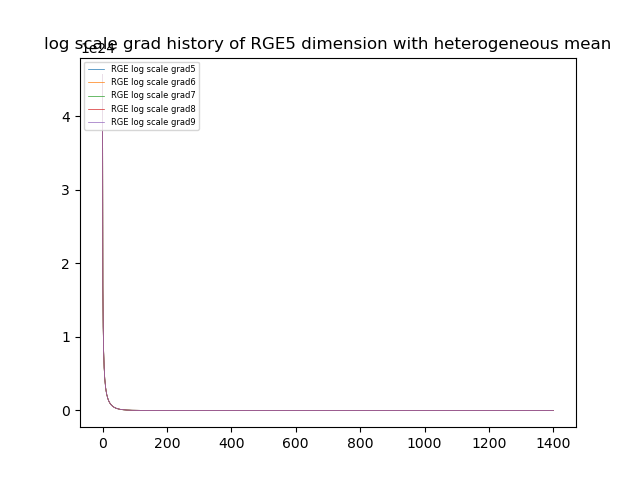 log scale grad history of RGE5 dimension with heterogeneous mean
1e24
RGE log scale grad5
RGE log scale grad6
RGE log scale grad7
RGE log scale grad8
RGE log scale grad9
4
3
2
1
0
0 200 400 600 800 1000 1200 1400